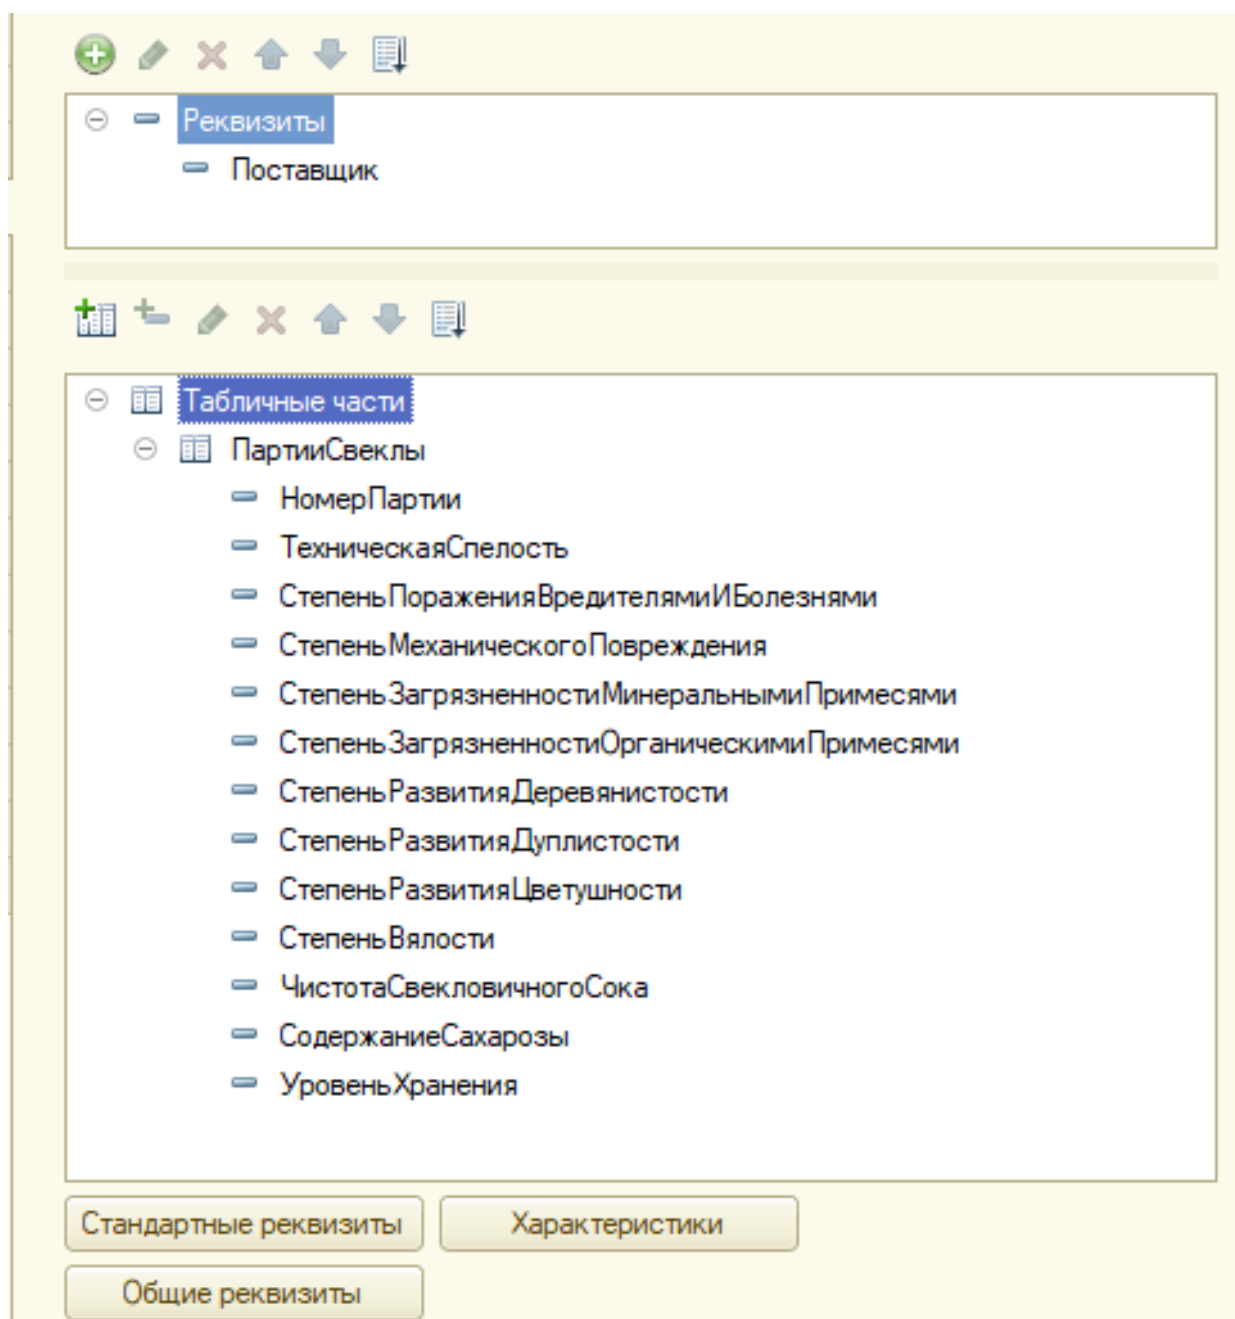 Реквизиты
Поставщик
Табличные части
ПартииСвеклы
НомерПартии
ТехническаяСпелость
СтепеньПораженияВредителямиИБолезнями
СтепеньМеханическогоПовреждения
СтепеньЗагрязненностиМинеральнымиПримесями
СтепеньЗагрязненностиОрганическимиПримесями
СтепеньРазвитияДеревянистости
СтепеньРазвитияДуплистости
СтепеньРазвитияЦветушности
СтепеньВялости
ЧистотаСвекловичногоСока
СодержаниеСахарозы
УровеньХранения
Стандартные реквизиты Характеристики
Общие реквизиты